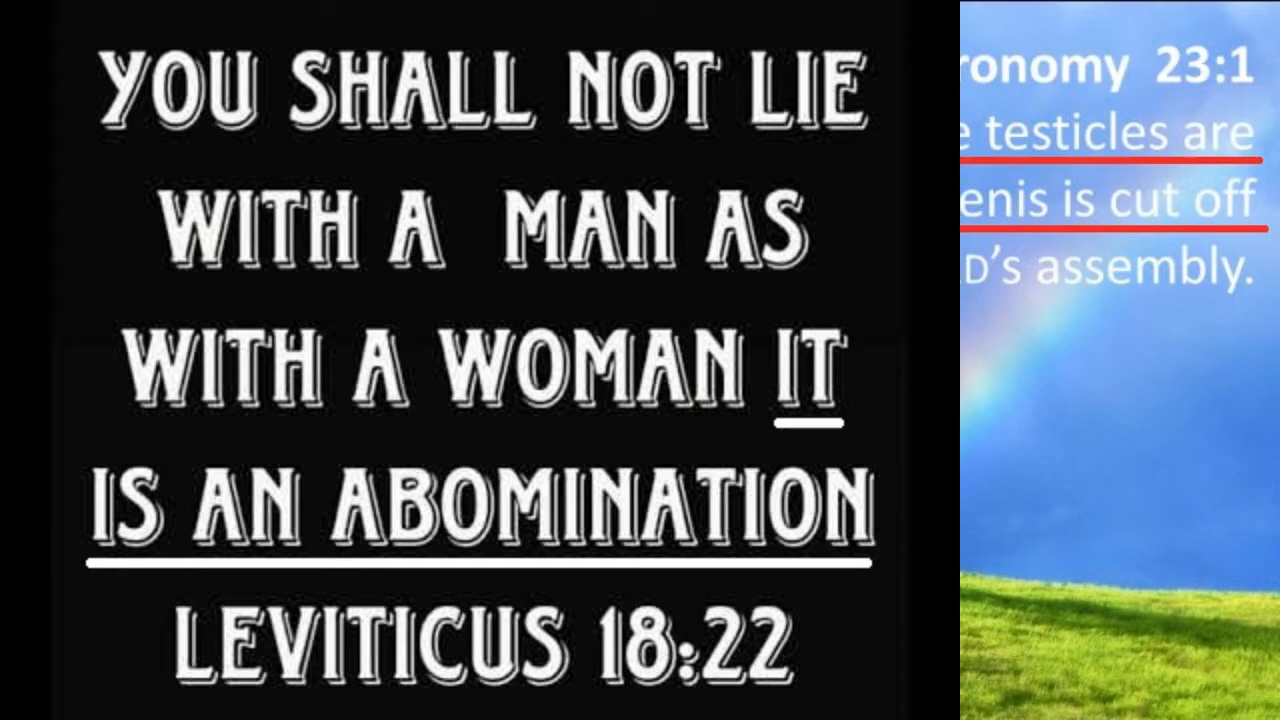 YOU SHALL NOT LIE
WITH A MAN AS
WITH A WOMAN IT
IS AN ABOMINATION
LEVITICUS 18:22
ronomy 23:1
e testicles are
enis is cut off
D's assembly.